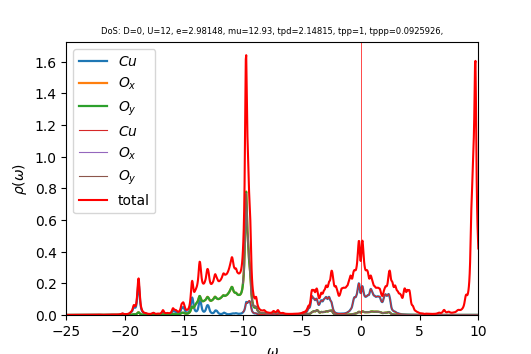 DoS: D=0, U=12, e=2.98148, mu=12.93, tpd=2.14815, tpp=1, tppp=0.0925926,
ρ(ω)
1.6
1.4
1.2
1.0
0.8
0.6
0.4
0.2
0.0
Cu
Oₓ
O_y
Cu
Oₓ
O_y
total
−25 −20 −15 −10 −5 0 5 10
ω